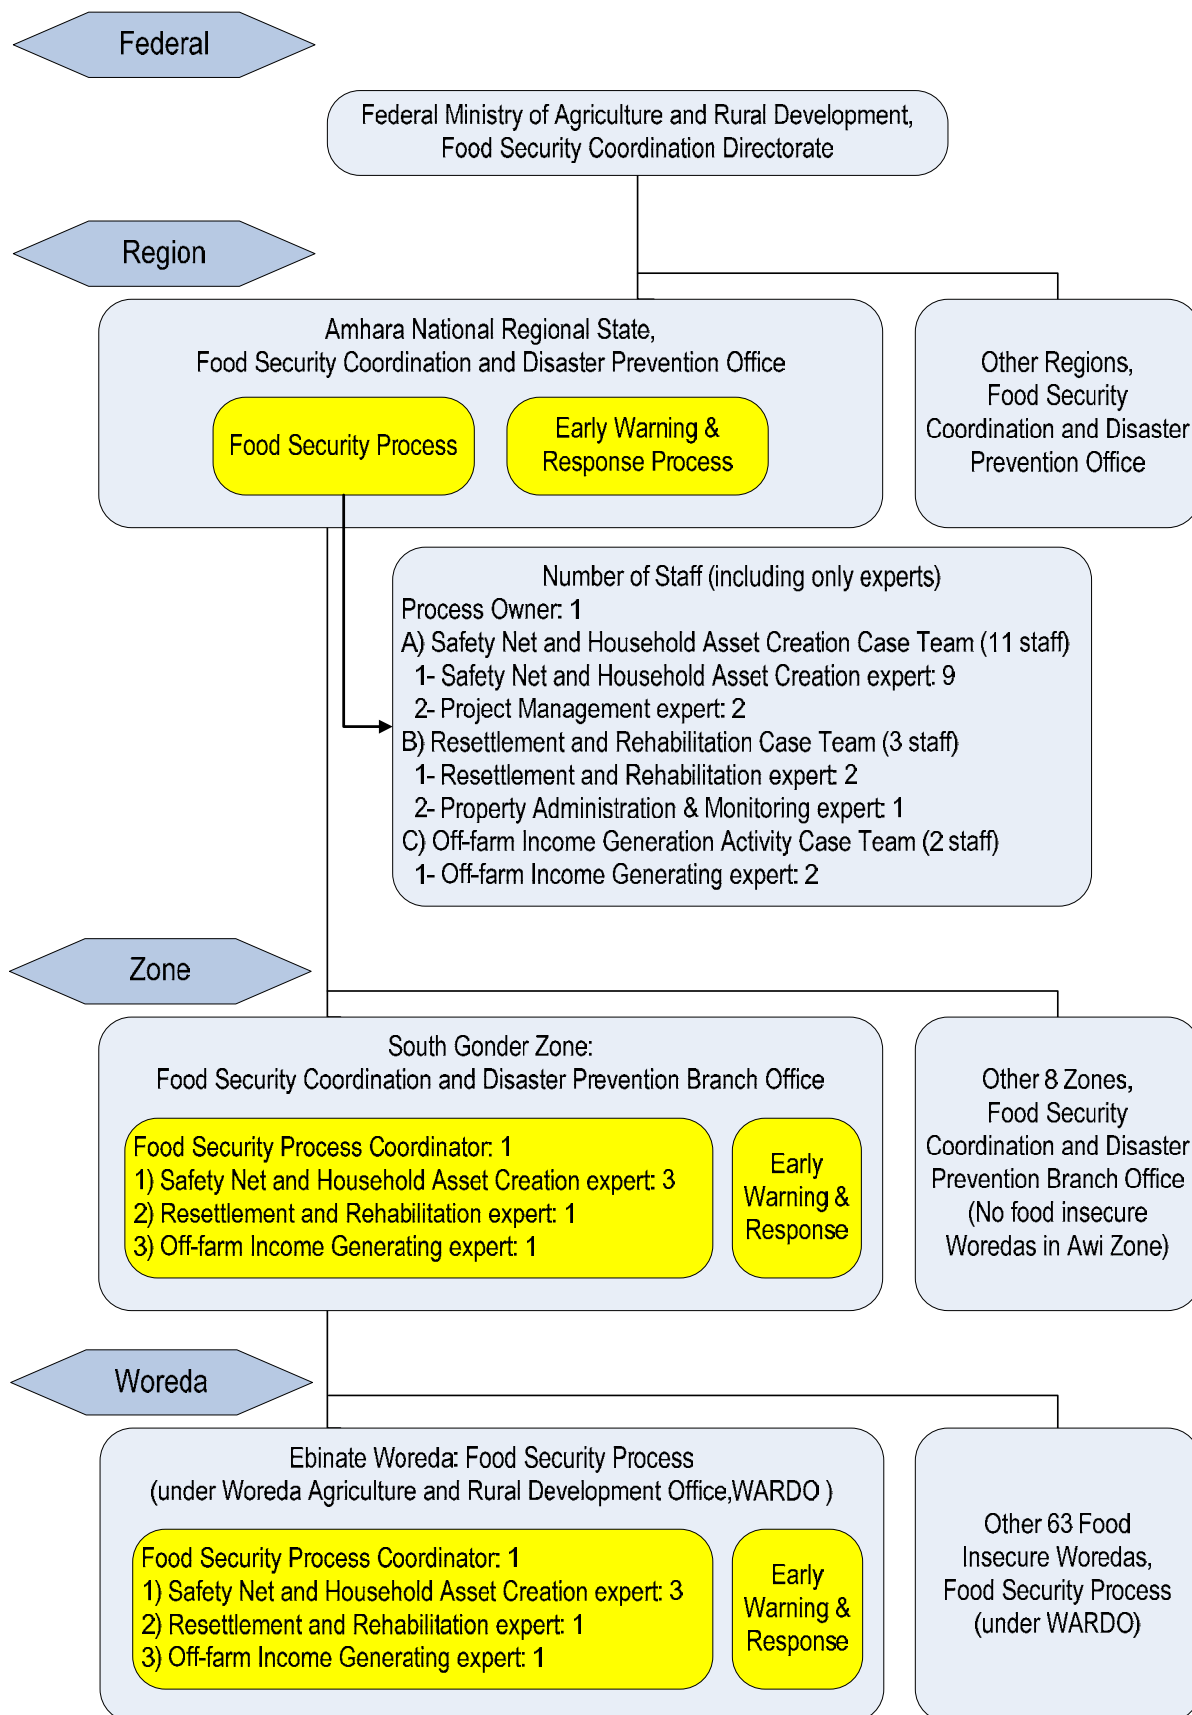 Federal
Federal Ministry of Agriculture and Rural Development,
Food Security Coordination Directorate
Region
Amhara National Regional State,
Food Security Coordination and Disaster Prevention Office
Food Security Process
Early Warning &
Response Process
Other Regions,
Food Security
Coordination and Disaster
Prevention Office
Number of Staff (including only experts)
Process Owner: 1
A) Safety Net and Household Asset Creation Case Team (11 staff)
1- Safety Net and Household Asset Creation expert: 9
2- Project Management expert: 2
B) Resettlement and Rehabilitation Case Team (3 staff)
1- Resettlement and Rehabilitation expert: 2
2- Property Administration & Monitoring expert: 1
C) Off-farm Income Generation Activity Case Team (2 staff)
1- Off-farm Income Generating expert: 2
Zone
South Gonder Zone:
Food Security Coordination and Disaster Prevention Branch Office
Food Security Process Coordinator: 1
1) Safety Net and Household Asset Creation expert: 3
2) Resettlement and Rehabilitation expert: 1
3) Off-farm Income Generating expert: 1
Early
Warning &
Response
Other 8 Zones,
Food Security
Coordination and Disaster
Prevention Branch Office
(No food insecure
Woredas in Awi Zone)
Woreda
Ebinate Woreda: Food Security Process
(under Woreda Agriculture and Rural Development Office,WARDO )
Food Security Process Coordinator: 1
1) Safety Net and Household Asset Creation expert: 3
2) Resettlement and Rehabilitation expert: 1
3) Off-farm Income Generating expert: 1
Early
Warning &
Response
Other 63 Food
Insecure Woredas,
Food Security Process
(under WARDO)